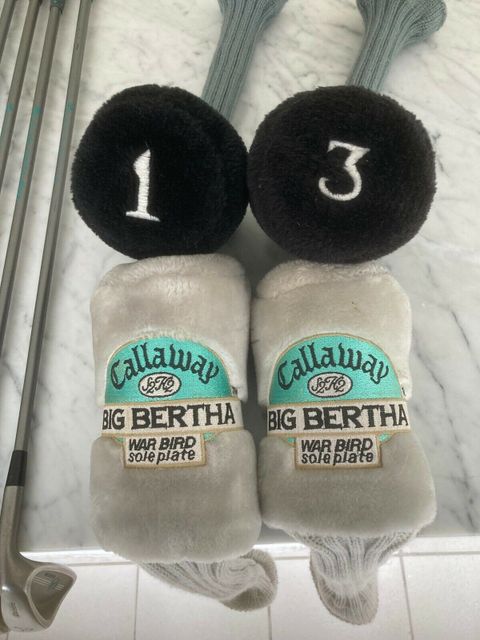 1
3
Callaway
S2H2
BIG BERTHA
WAR BIRD
sole plate
Callaway
S2H2
BIG BERTHA
WAR BIRD
sole plate